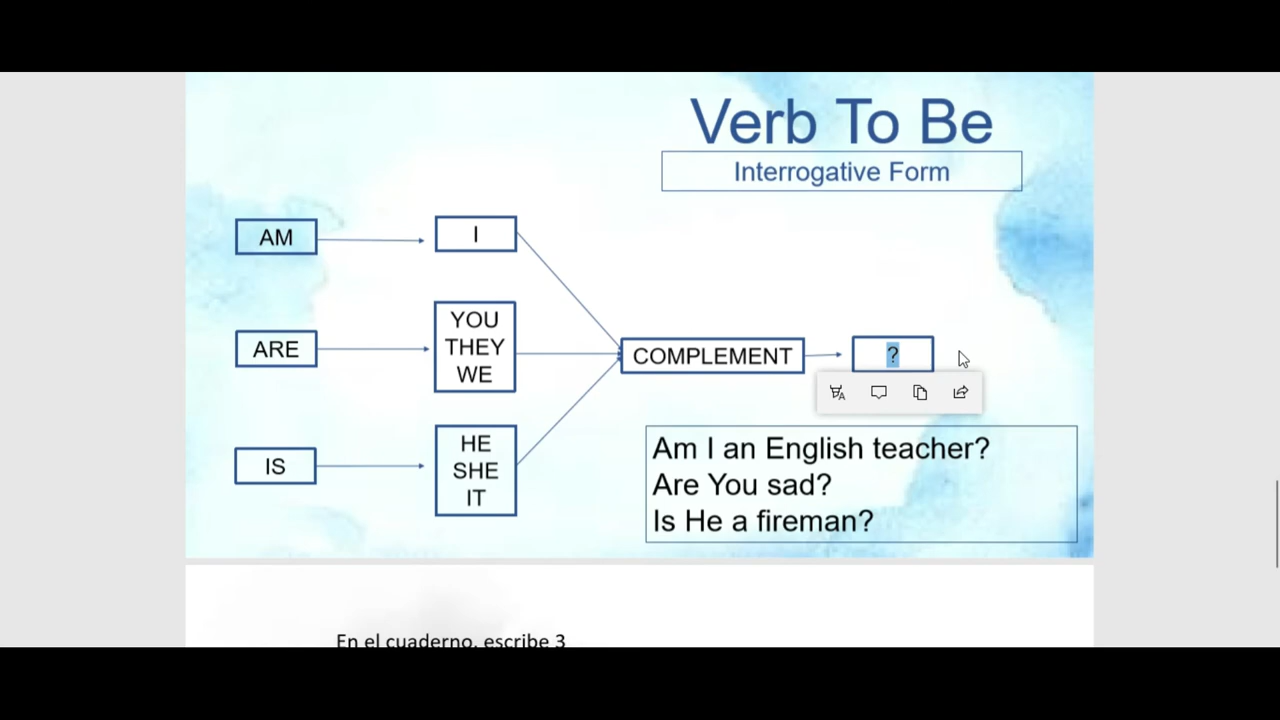 Verb To Be
Interrogative Form
AM
I
ARE
YOU
THEY
WE
COMPLEMENT
?
IS
HE
SHE
IT
Am I an English teacher?
Are You sad?
Is He a fireman?
En el cuaderno, escribe 3